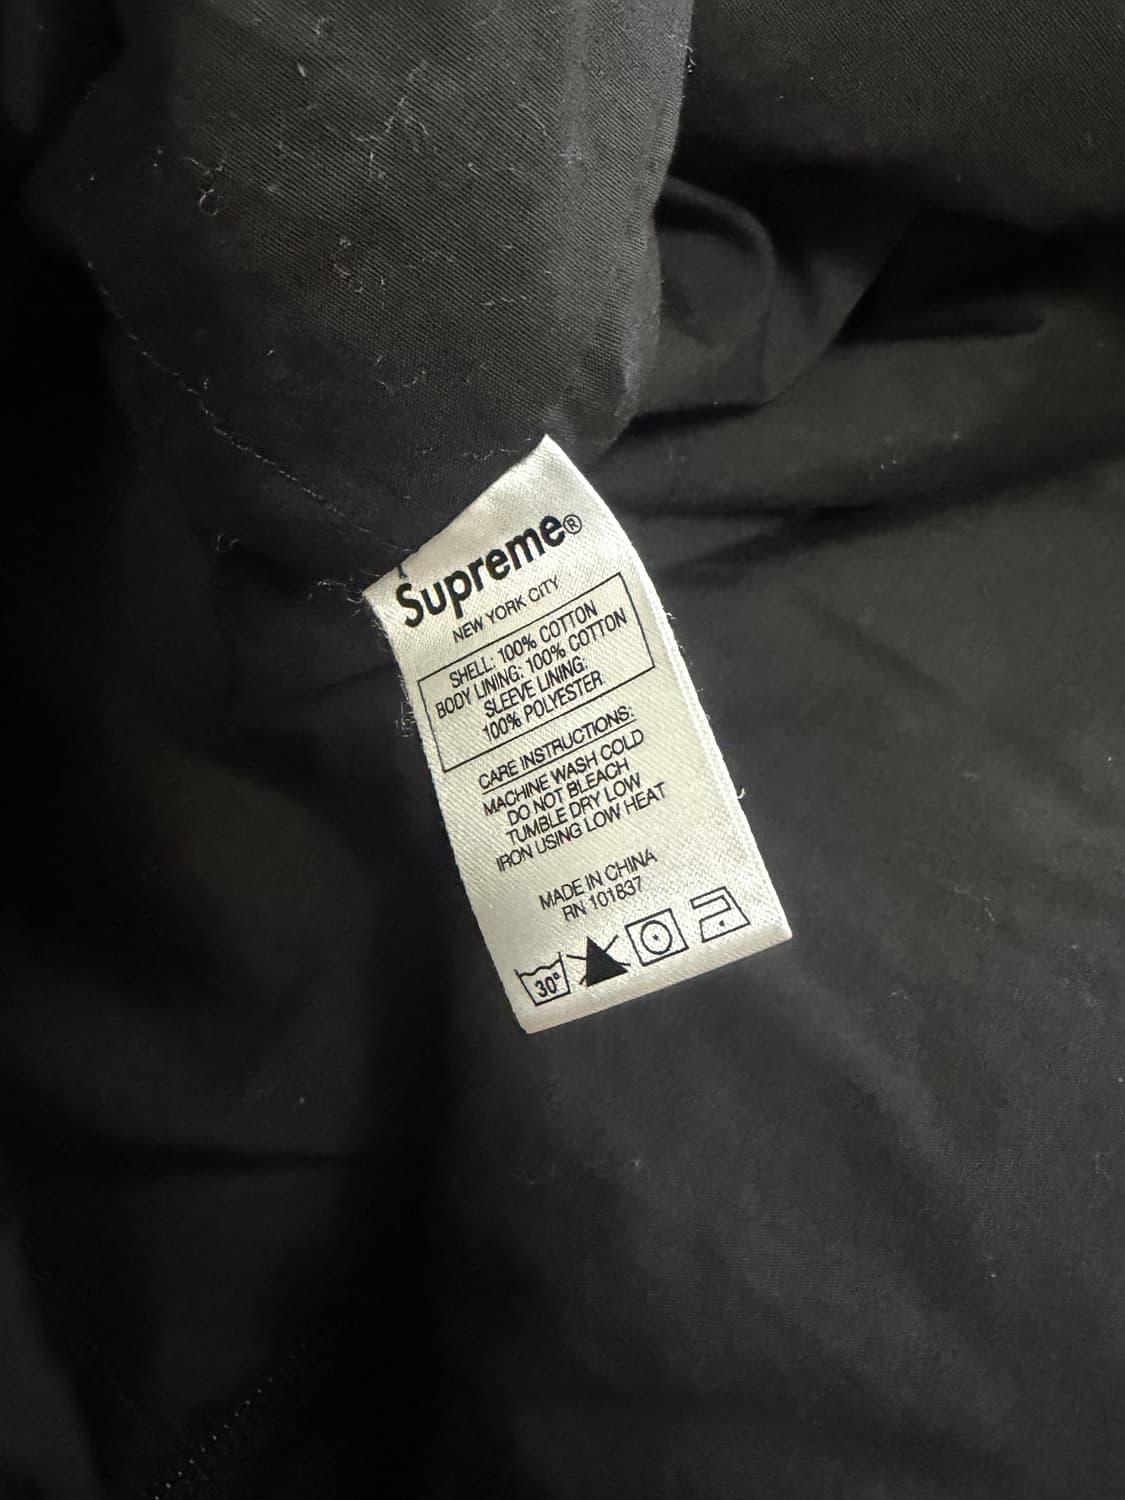 Supreme®
NEW YORK CITY
SHELL: 100% COTTON
BODY LINING: 100% COTTON
SLEEVE LINING:
100% POLYESTER
CARE INSTRUCTIONS:
MACHINE WASH COLD
DO NOT BLEACH
TUMBLE DRY LOW
IRON USING LOW HEAT
MADE IN CHINA
RN 101837
30°